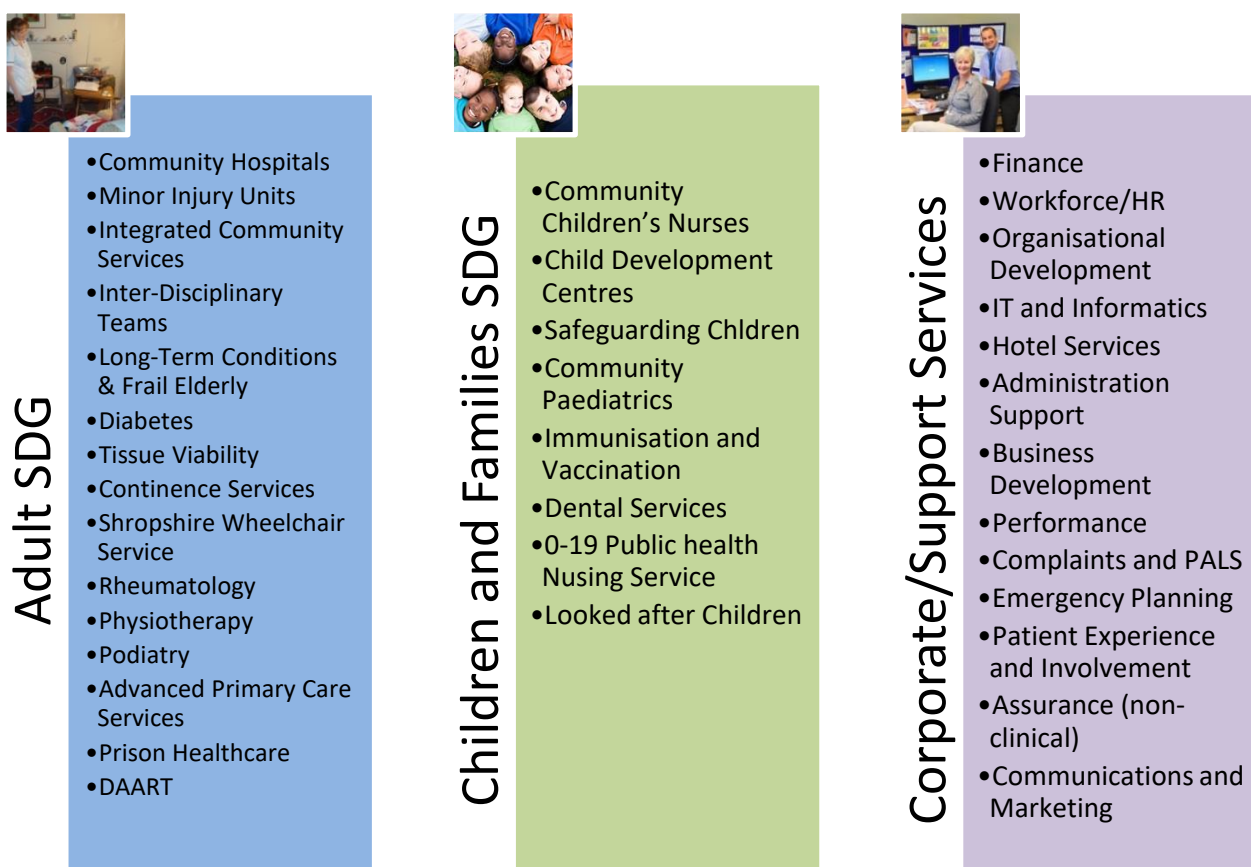 Adult SDG
•Community Hospitals
•Minor Injury Units
•Integrated Community
Services
•Inter-Disciplinary
Teams
•Long-Term Conditions
& Frail Elderly
•Diabetes
•Tissue Viability
•Continence Services
•Shropshire Wheelchair
Service
•Rheumatology
•Physiotherapy
•Podiatry
•Advanced Primary Care
Services
•Prison Healthcare
•DAART
Children and Families SDG
•Community
Children’s Nurses
•Child Development
Centres
•Safeguarding Chldren
•Community
Paediatrics
•Immunisation and
Vaccination
•Dental Services
•0-19 Public health
Nusing Service
•Looked after Children
Corporate/Support Services
•Finance
•Workforce/HR
•Organisational
Development
•IT and Informatics
•Hotel Services
•Administration
Support
•Business
Development
•Performance
•Complaints and PALS
•Emergency Planning
•Patient Experience
and Involvement
•Assurance (non-
clinical)
•Communications and
Marketing